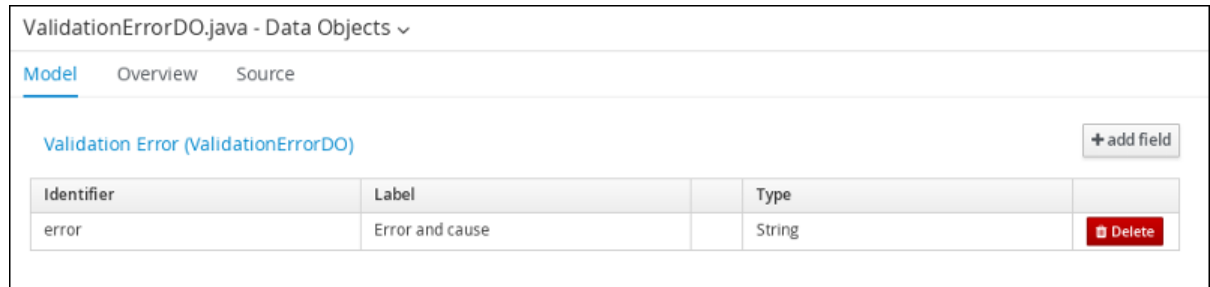 ValidationErrorDO.java - Data Objects
Model Overview Source
Validation Error (ValidationErrorDO)
+ add field
Identifier Label Type
error Error and cause String Delete